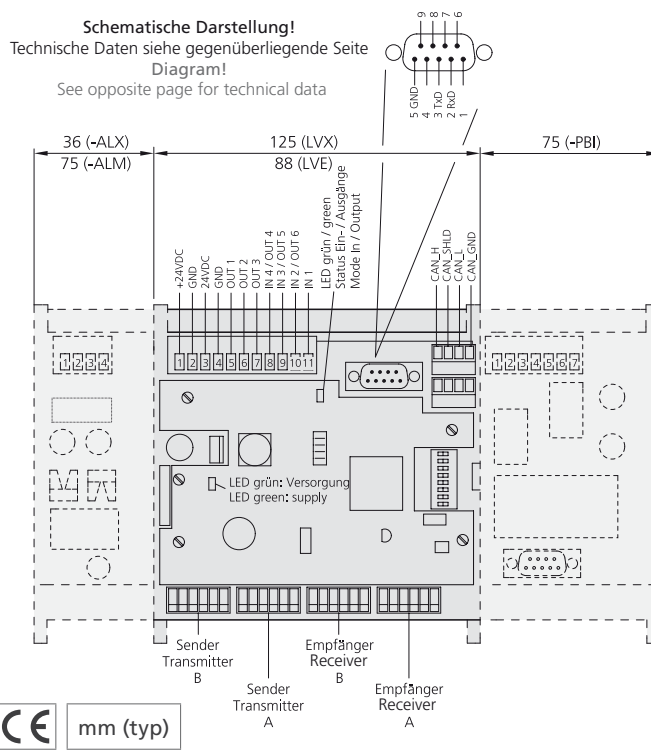 Schematische Darstellung!
Technische Daten siehe gegenüberliegende Seite
Diagram!
See opposite page for technical data
9
8
7
6
5 GND
4
3 TxD
2 RxD
1
36 (-ALX)
75 (-ALM)
125 (LVX)
88 (LVE)
75 (-PBI)
+24VDC
GND
24VDC
GND
OUT 1
OUT 2
OUT 3
IN 4 / OUT 4
IN 3 / OUT 5
IN 2 / OUT 6
IN 1
LED grün / green
Status Ein- / Ausgänge
Mode In / Output
CAN_H
CAN_SHLD
CAN_L
CAN_GND
1 2 3 4
1 2 3 4 5 6 7 8 9 10 11
1 2 3 4 5 6 7
LED grün: Versorgung
LED green: supply
Sender
Transmitter
B
Sender
Transmitter
A
Empfänger
Receiver
B
Empfänger
Receiver
A
CE
mm (typ)